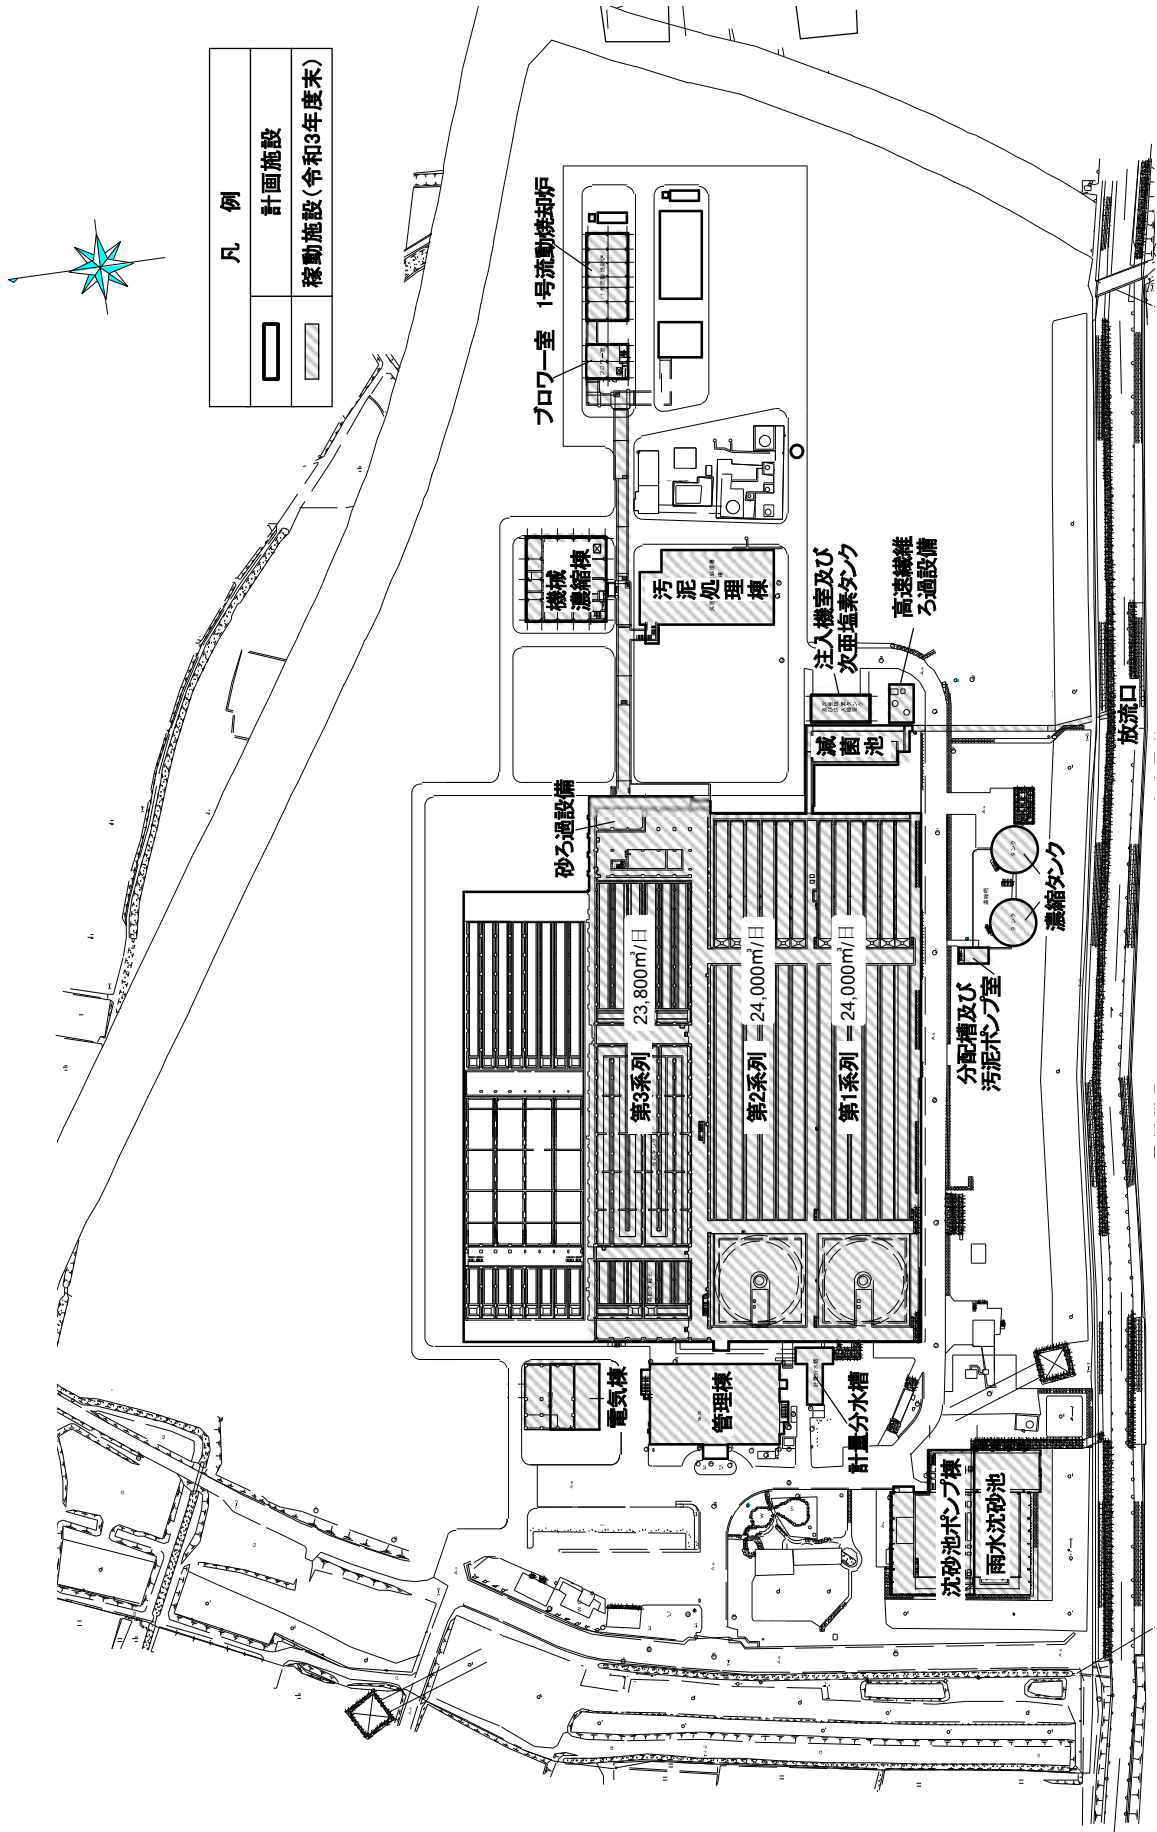 凡 例
計画施設
稼動施設(令和3年度末)
ブロワー室
1号流動焼却炉
機械
濃縮棟
汚泥
処理
棟
注入機室及び
次亜塩素タンク
高速繊維
ろ過設備
減菌池
放流口
砂ろ過設備
第3系列
23,800m³/日
第2系列
24,000m³/日
第1系列
24,000m³/日
濃縮タンク
分配槽及び
汚泥ポンプ室
電気棟
管理棟
計量分水槽
沈砂池ポンプ棟
雨水沈砂池